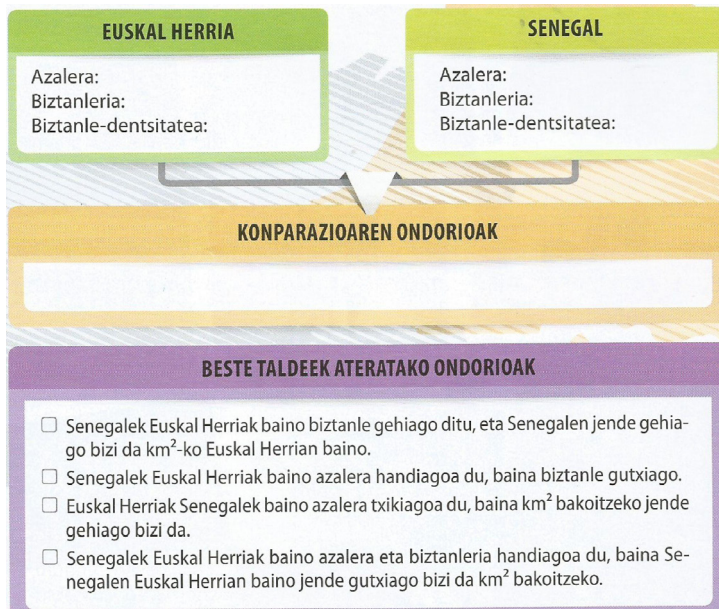 EUSKAL HERRIA
Azalera:
Biztanleria:
Biztanle-dentsitatea:
SENEGAL
Azalera:
Biztanleria:
Biztanle-dentsitatea:
KONPARAZIOAREN ONDORIOAK
BESTE TALDEEK ATERATAKO ONDORIOAK
Senegalek Euskal Herriak baino biztanle gehiago ditu, eta Senegalen jende gehia-
go bizi da km²-ko Euskal Herrian baino.
Senegalek Euskal Herriak baino azalera handiagoa du, baina biztanle gutxiago.
Euskal Herriak Senegalek baino azalera txikiagoa du, baina km² bakoitzeko jende
gehiago bizi da.
Senegalek Euskal Herriak baino azalera eta biztanleria handiagoa du, baina Se-
negalen Euskal Herrian baino jende gutxiago bizi da km² bakoitzeko.